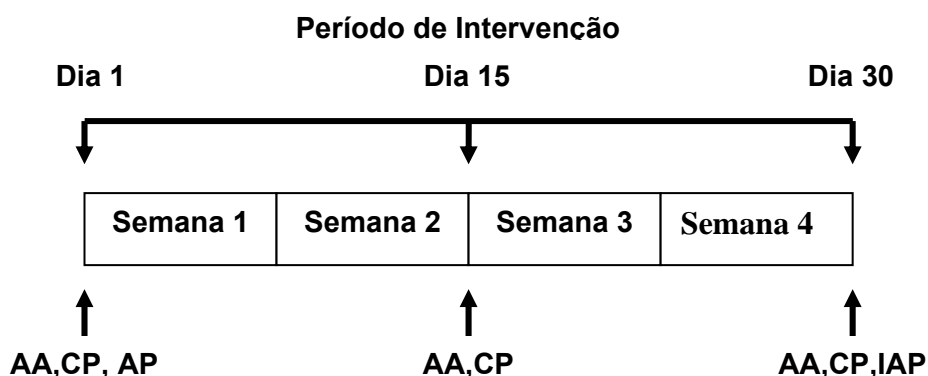 Período de Intervenção
Dia 1 Dia 15 Dia 30
Semana 1 Semana 2 Semana 3 Semana 4
AA,CP, AP AA,CP AA,CP,IAP